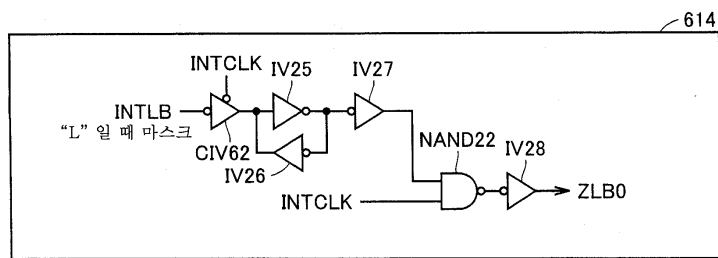 614
INTCLK
IV25
IV27
INTLB
“L” 일 때 마스크
CIV62
IV26
NAND22
IV28
INTCLK
ZLB0